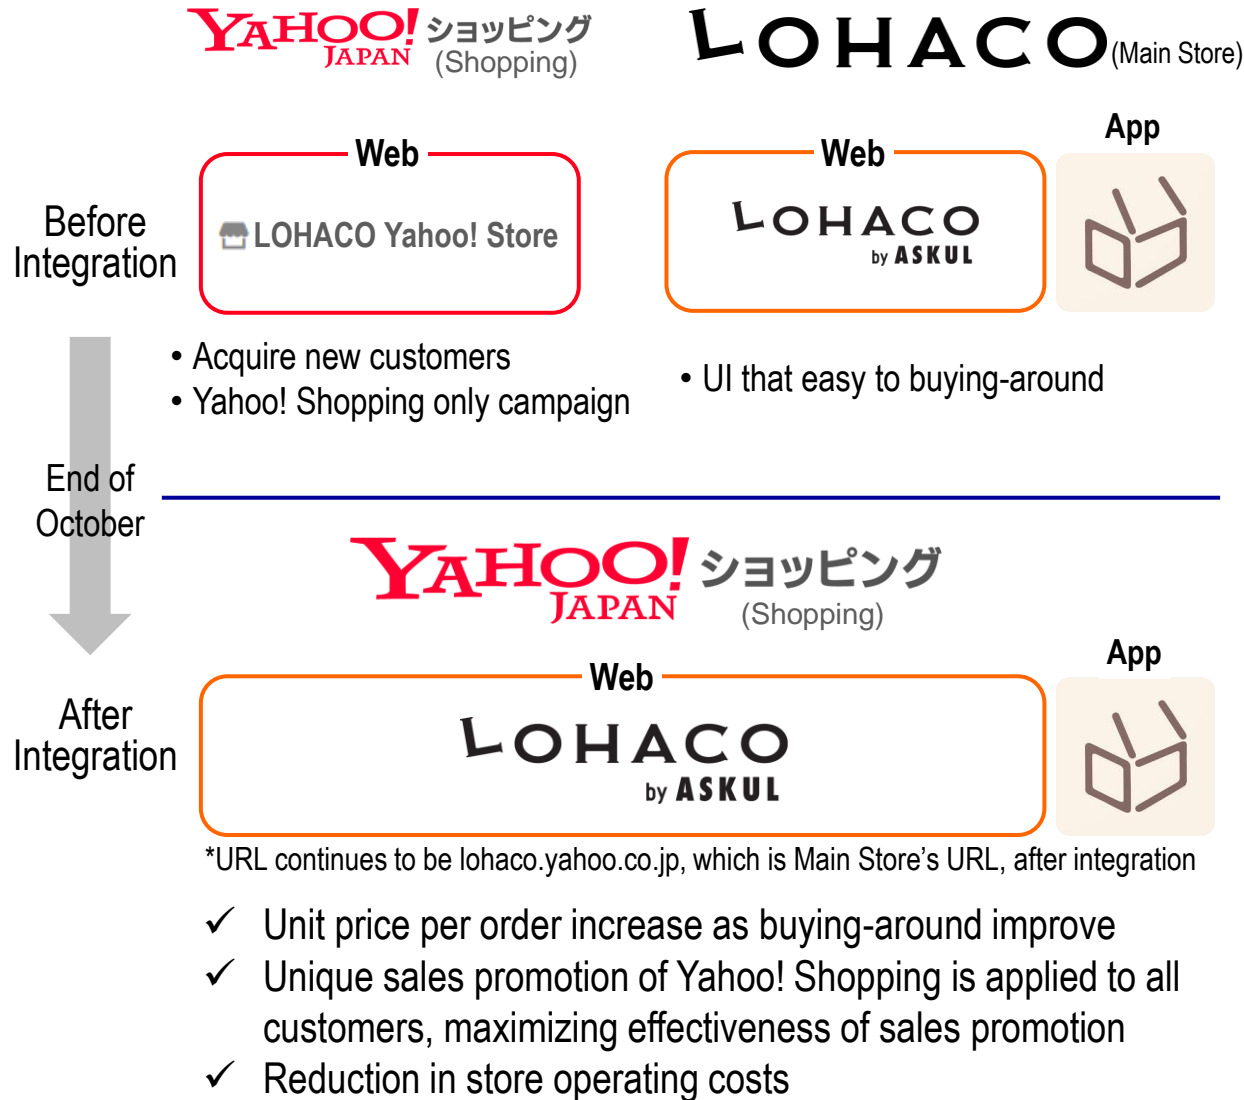 YAHOO! ショッピング
JAPAN (Shopping)
LOHACO (Main Store)
Before
Integration
Web
LOHACO Yahoo! Store
Web
LOHACO
by ASKUL
App
• Acquire new customers
• Yahoo! Shopping only campaign
• UI that easy to buying-around
End of
October
YAHOO! ショッピング
JAPAN (Shopping)
After
Integration
Web
LOHACO
by ASKUL
App
*URL continues to be lohaco.yahoo.co.jp, which is Main Store's URL, after integration
✓ Unit price per order increase as buying-around improve
✓ Unique sales promotion of Yahoo! Shopping is applied to all
customers, maximizing effectiveness of sales promotion
✓ Reduction in store operating costs